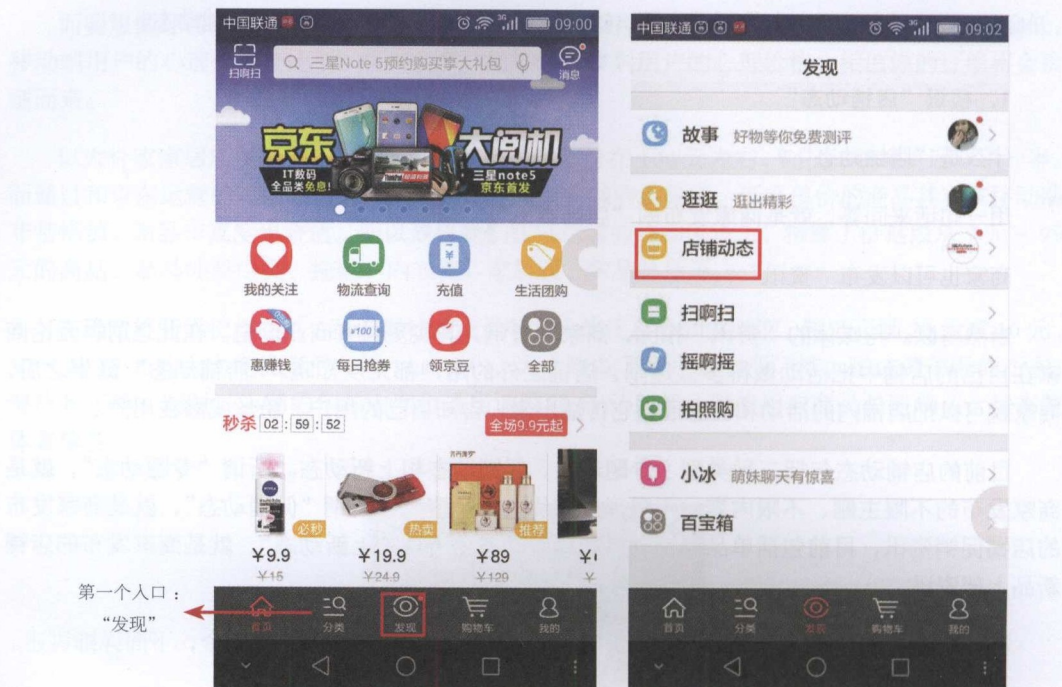 中国联通
3G
09:00
扫啊扫
三星Note 5预约购买享大礼包
消息
京东 大阅机
IT数码
全品类免息!
三星note5
京东首发
我的关注
物流查询
充值
生活团购
惠赚钱
每日抢券
领京豆
全部
秒杀 02:59:52
全场9.9元起
必秒
热卖
推荐
¥9.9
¥19.9
¥89
¥15
¥24.9
¥129
首页
分类
发现
购物车
我的
第一个人口：
“发现”
中国联通
3G
09:02
发现
故事 好物等你免费测评
逛逛 逛出精彩
店铺动态
扫啊扫
摇啊摇
拍照购
小冰 萌妹聊天有惊喜
百宝箱
首页
分类
发现
购物车
我的